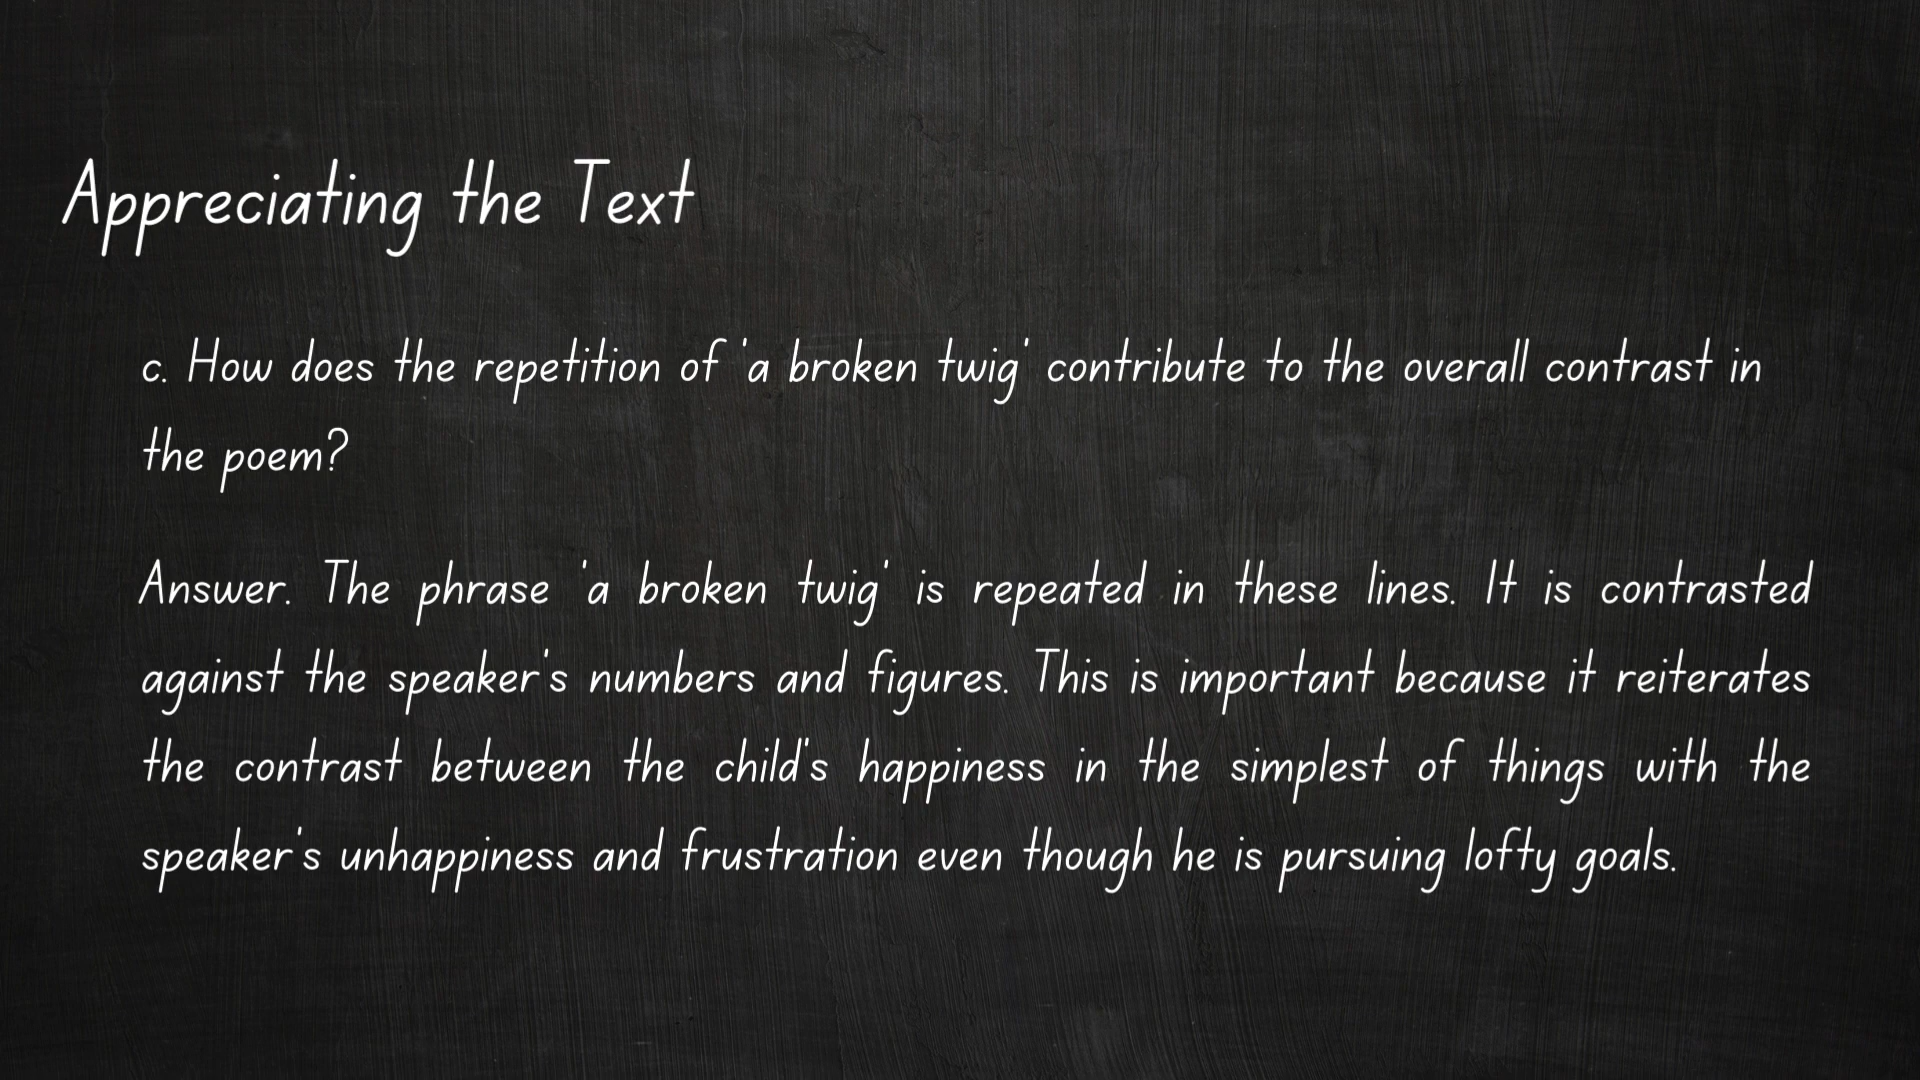 Appreciating the Text
c. How does the repetition of 'a broken twig' contribute to the overall contrast in
the poem?
Answer. The phrase 'a broken twig' is repeated in these lines. It is contrasted
against the speaker's numbers and figures. This is important because it reiterates
the contrast between the child's happiness in the simplest of things with the
speaker's unhappiness and frustration even though he is pursuing lofty goals.